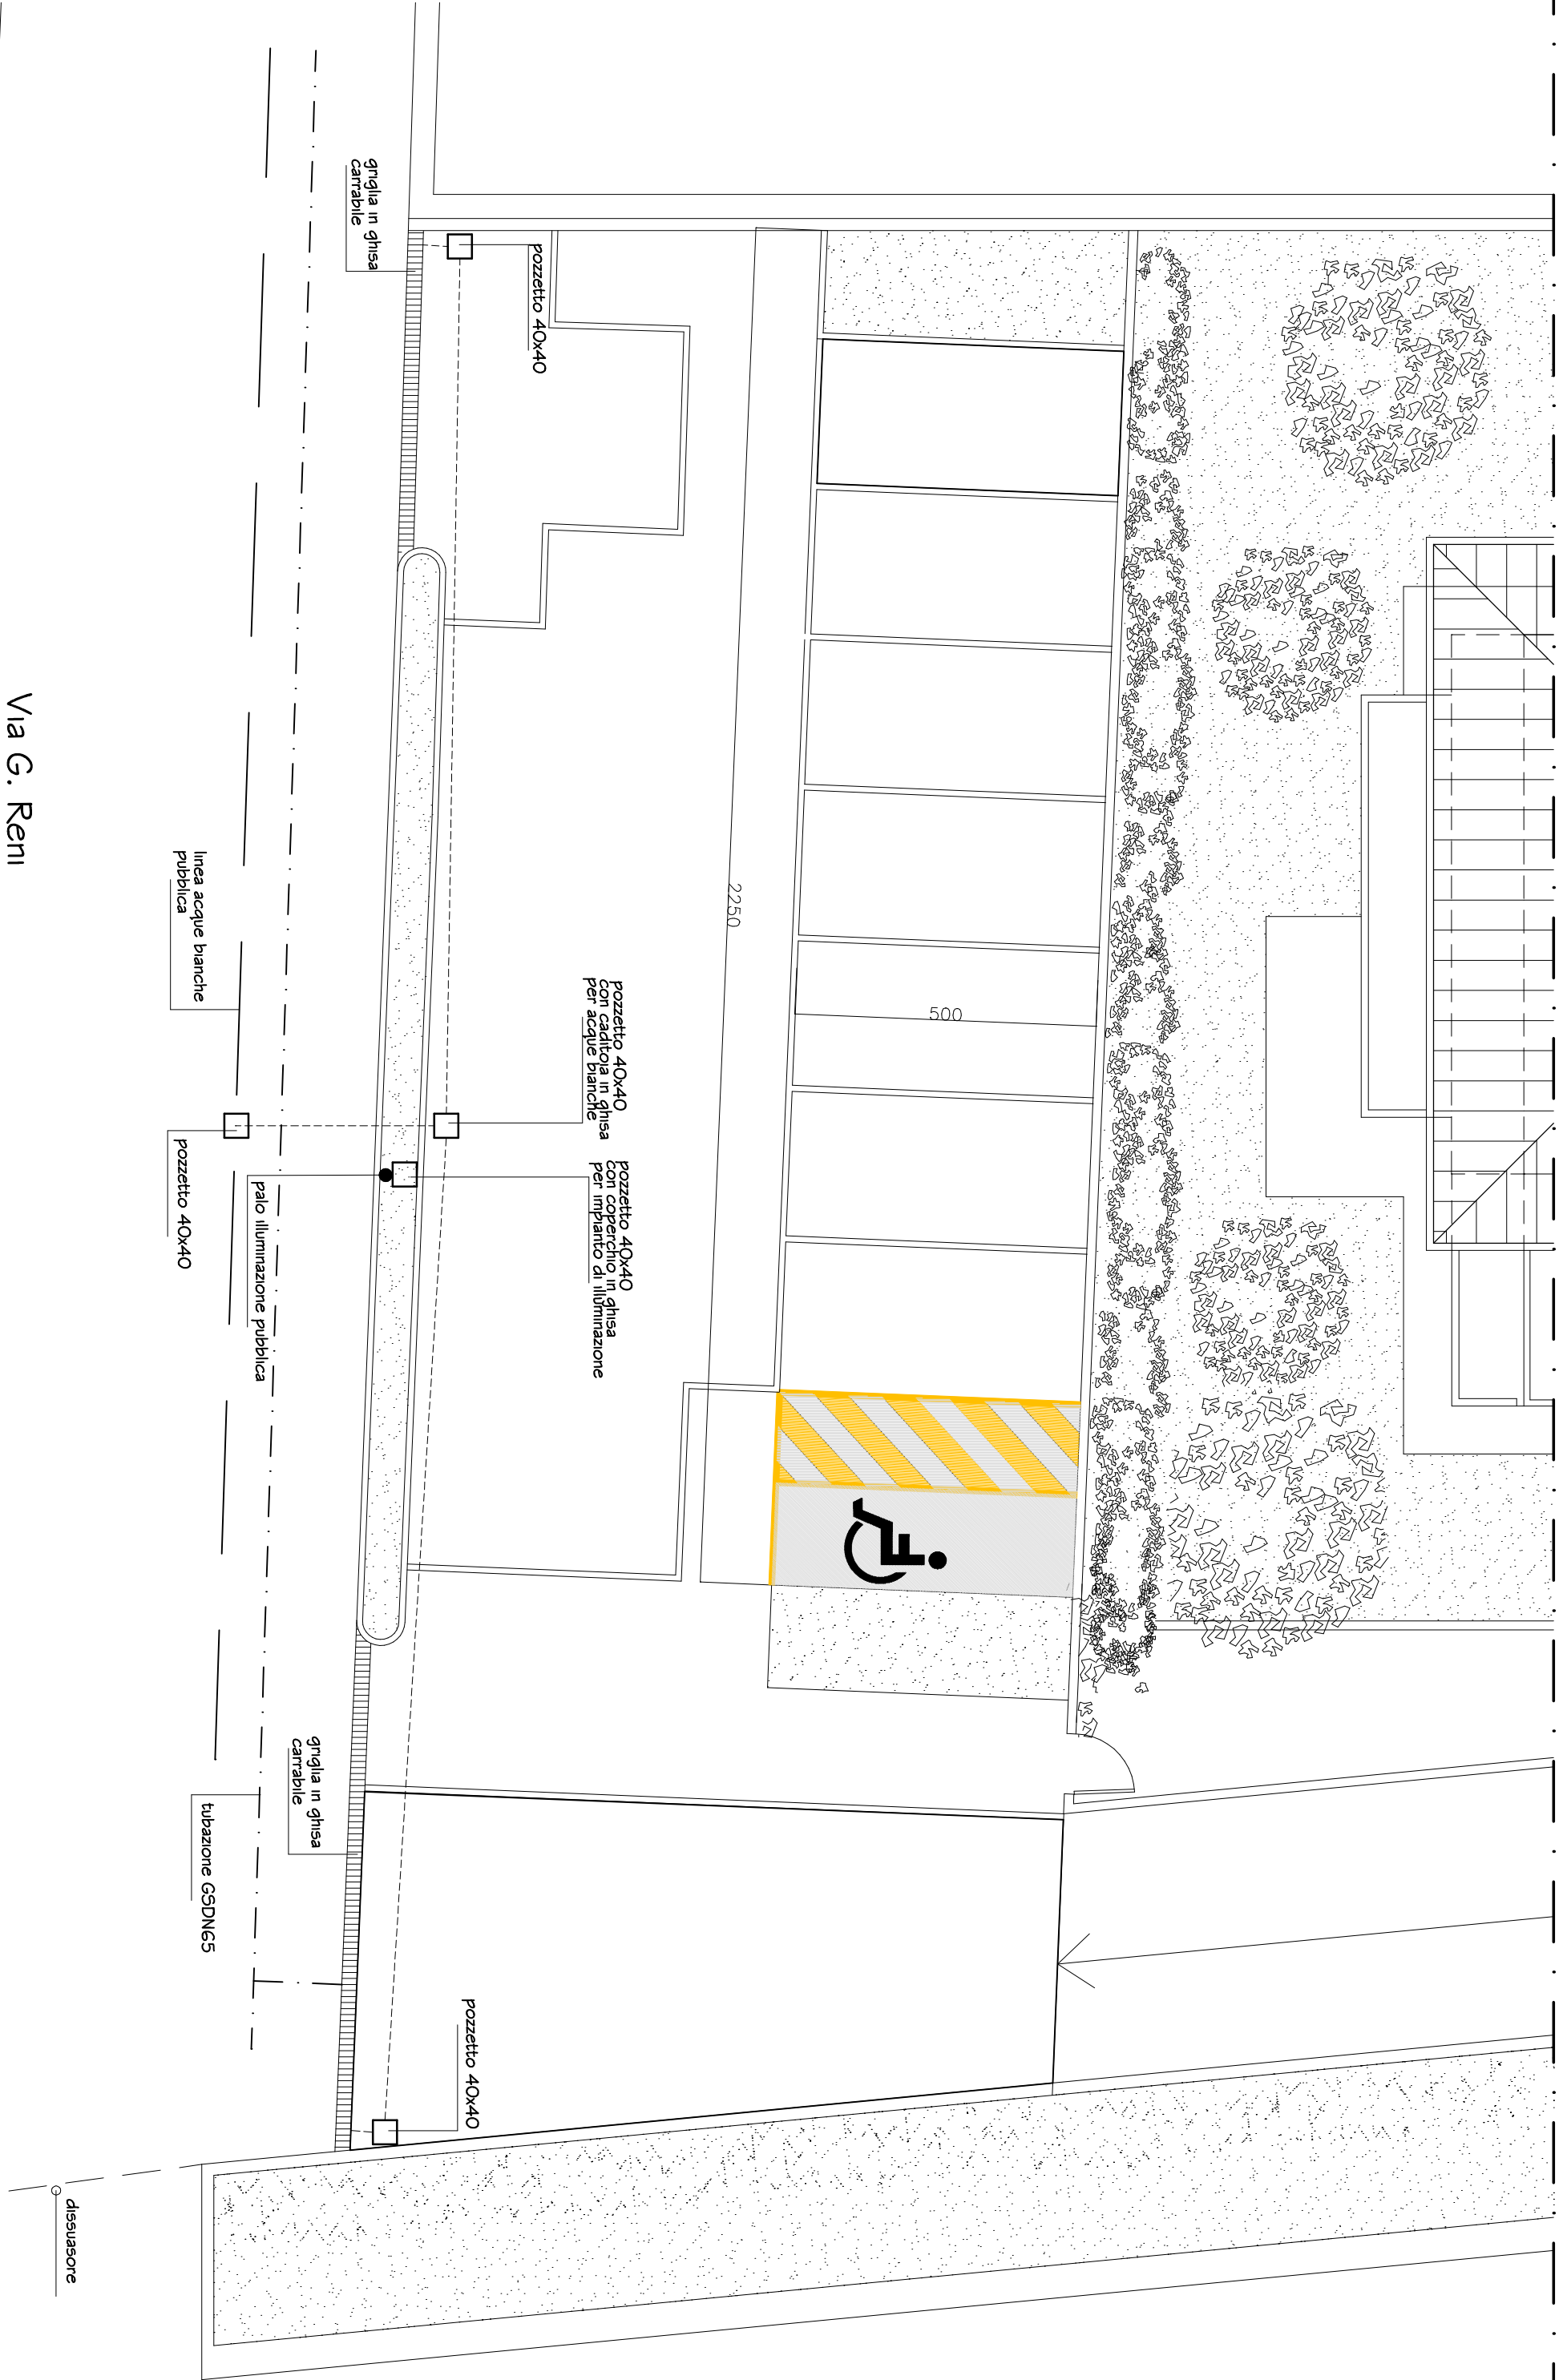 griglia in ghisa
carrabile
pozzetto 40x40
Via G. Reni
linea acque bianche
pubblica
2250
500
pozzetto 40x40
con caditoia in ghisa
per acque bianche
pozzetto 40x40
con coperchio in ghisa
per impianto di illuminazione
pozzetto 40x40
palo illuminazione pubblica
griglia in ghisa
carrabile
tubazione GSDN65
pozzetto 40x40
dissuasore